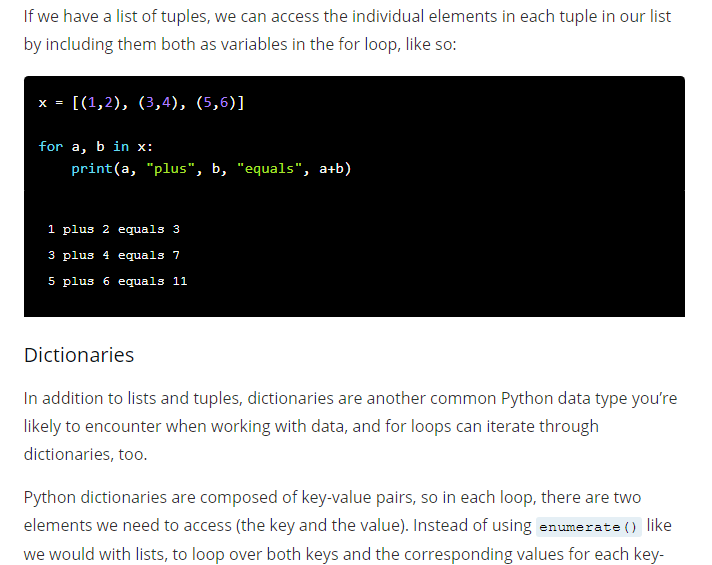 If we have a list of tuples, we can access the individual elements in each tuple in our list
by including them both as variables in the for loop, like so:
x = [(1,2), (3,4), (5,6)]
for a, b in x:
    print(a, "plus", b, "equals", a+b)
1 plus 2 equals 3
3 plus 4 equals 7
5 plus 6 equals 11
Dictionaries
In addition to lists and tuples, dictionaries are another common Python data type you’re
likely to encounter when working with data, and for loops can iterate through
dictionaries, too.
Python dictionaries are composed of key-value pairs, so in each loop, there are two
elements we need to access (the key and the value). Instead of using enumerate() like
we would with lists, to loop over both keys and the corresponding values for each key-